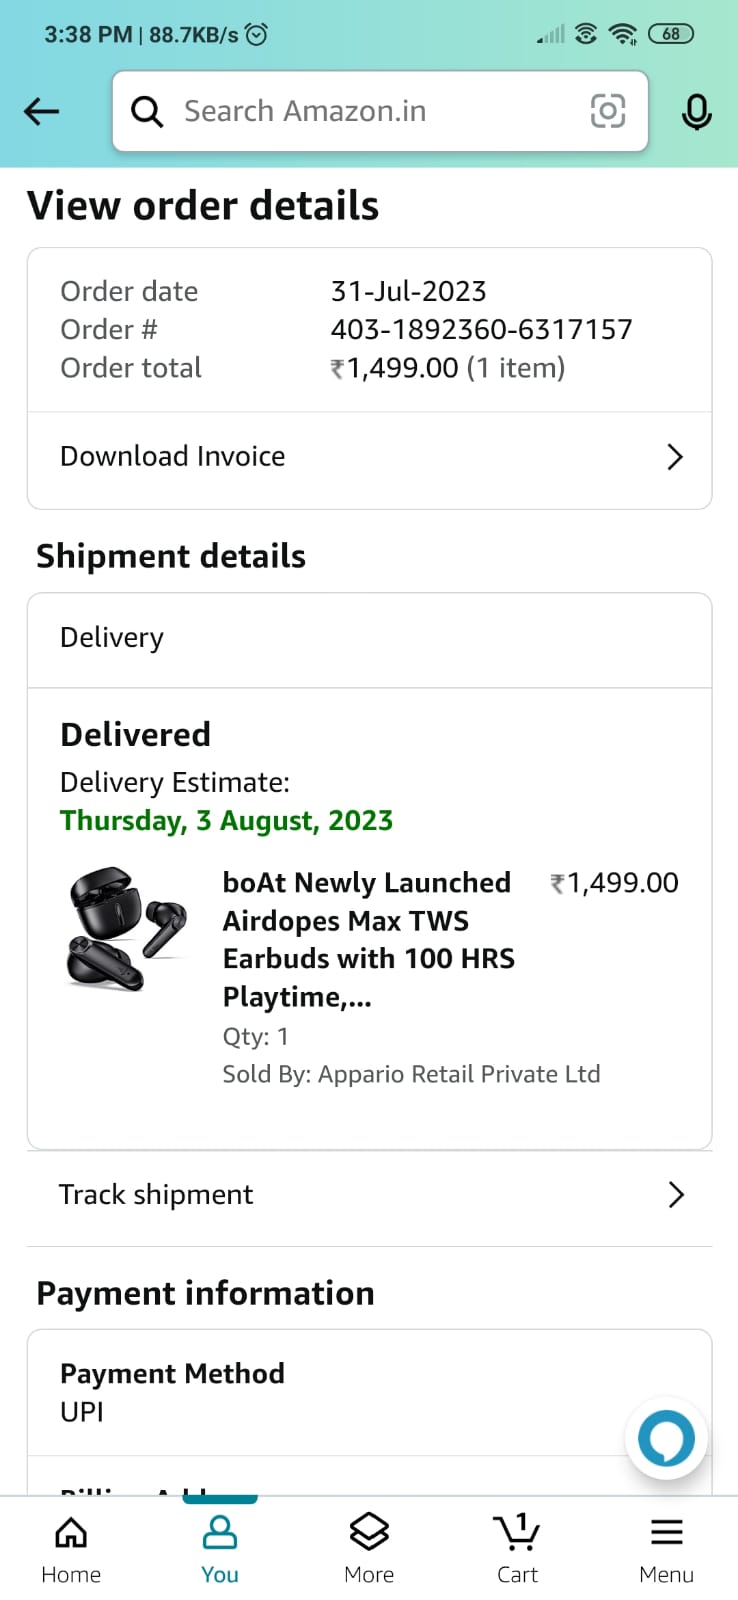 3:38 PM | 88.7KB/s
68
Search Amazon.in
View order details
Order date 31-Jul-2023
Order # 403-1892360-6317157
Order total ₹1,499.00 (1 item)
Download Invoice
Shipment details
Delivery
Delivered
Delivery Estimate:
Thursday, 3 August, 2023
boAt Newly Launched ₹1,499.00
Airdopes Max TWS
Earbuds with 100 HRS
Playtime,...
Qty: 1
Sold By: Appario Retail Private Ltd
Track shipment
Payment information
Payment Method
UPI
1
Home You More Cart Menu